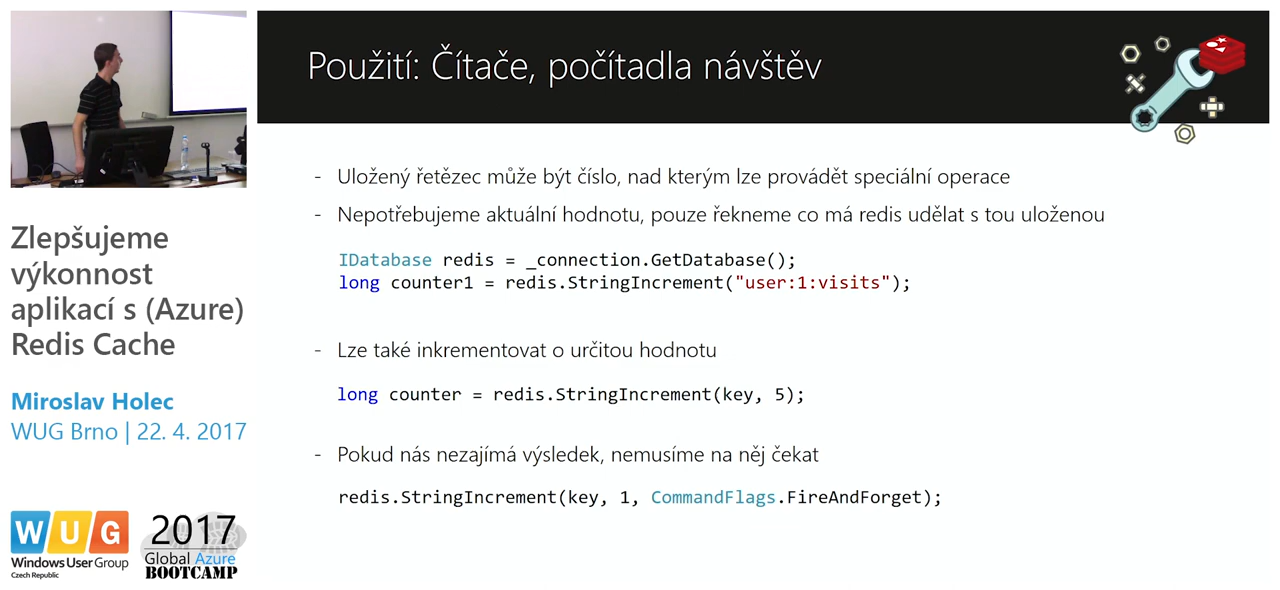 Použití: Čítače, počítadla návštěv
- Uložený řetězec může být číslo, nad kterým lze provádět speciální operace
- Nepotřebujeme aktuální hodnotu, pouze řekneme co má redis udělat s tou uloženou
IDatabase redis = _connection.GetDatabase();
long counter1 = redis.StringIncrement("user:1:visits");
- Lze také inkrementovat o určitou hodnotu
long counter = redis.StringIncrement(key, 5);
- Pokud nás nezajímá výsledek, nemusíme na něj čekat
redis.StringIncrement(key, 1, CommandFlags.FireAndForget);
Zlepšujeme
výkonnost
aplikací s (Azure)
Redis Cache
Miroslav Holec
WUG Brno | 22. 4. 2017
WUG
Windows User Group
Czech Republic
2017
Global Azure
BOOTCAMP